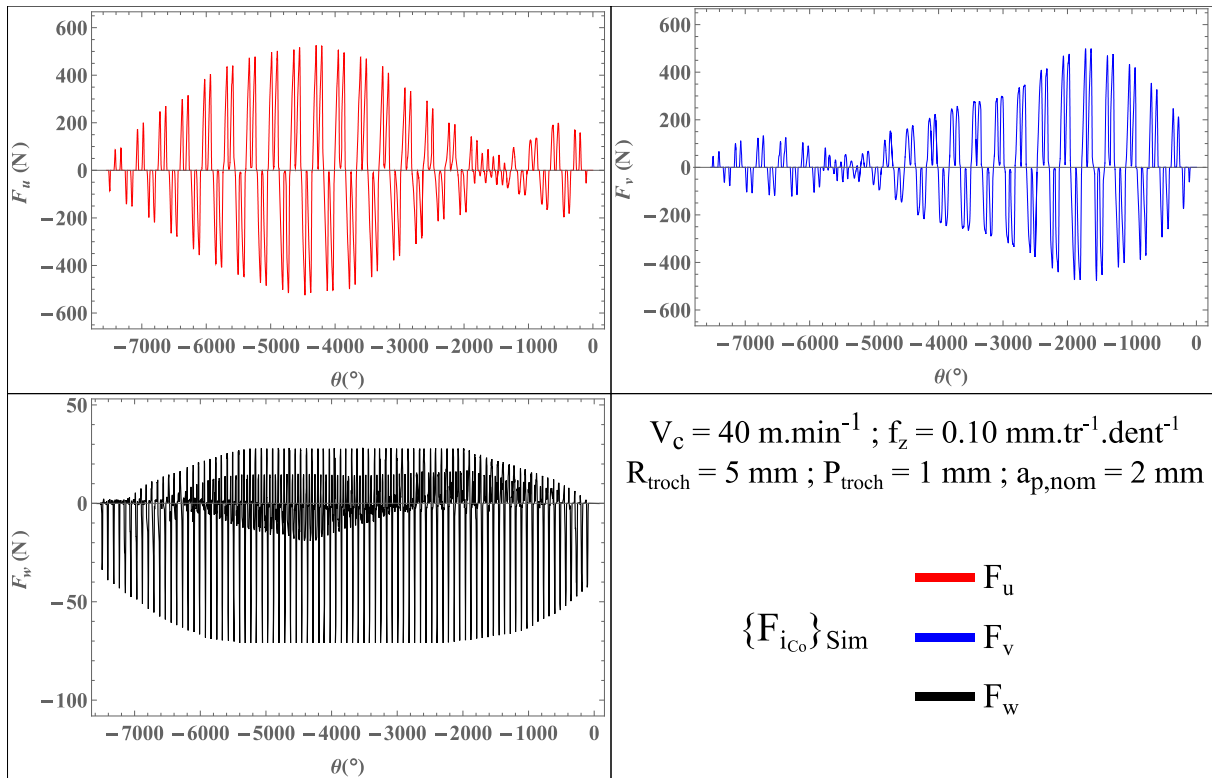 600
400
200
0
−200
−400
−600
F_u (N)
−7000 −6000 −5000 −4000 −3000 −2000 −1000 0
θ(°)
600
400
200
0
−200
−400
−600
F_v (N)
−7000 −6000 −5000 −4000 −3000 −2000 −1000 0
θ(°)
50
0
−50
−100
F_w (N)
−7000 −6000 −5000 −4000 −3000 −2000 −1000 0
θ(°)
V_c = 40 m.min⁻¹ ; f_z = 0.10 mm.tr⁻¹.dent⁻¹
R_troch = 5 mm ; P_troch = 1 mm ; a_p,nom = 2 mm
{F_i_Co}_Sim
F_u
F_v
F_w